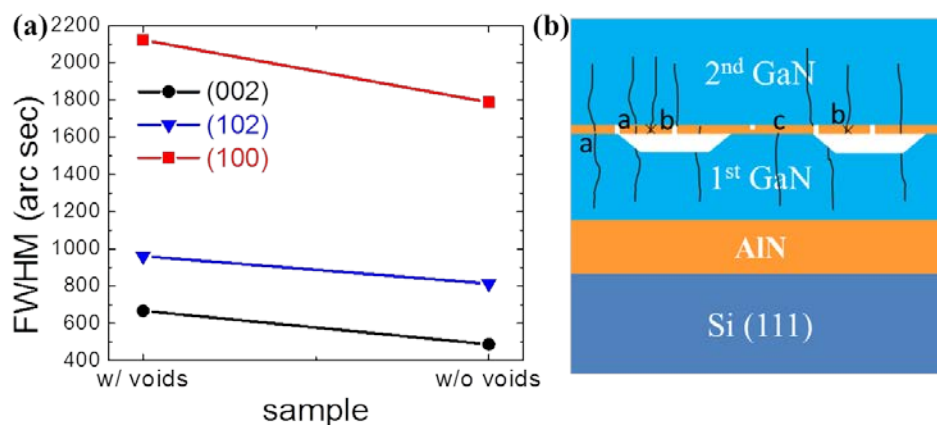 (a)
2200
2000
1800
1600
1400
1200
1000
800
600
400
FWHM (arc sec)
(002)
(102)
(100)
w/ voids
w/o voids
sample
(b)
2nd GaN
a
b
c
b
a
1st GaN
AlN
Si (111)